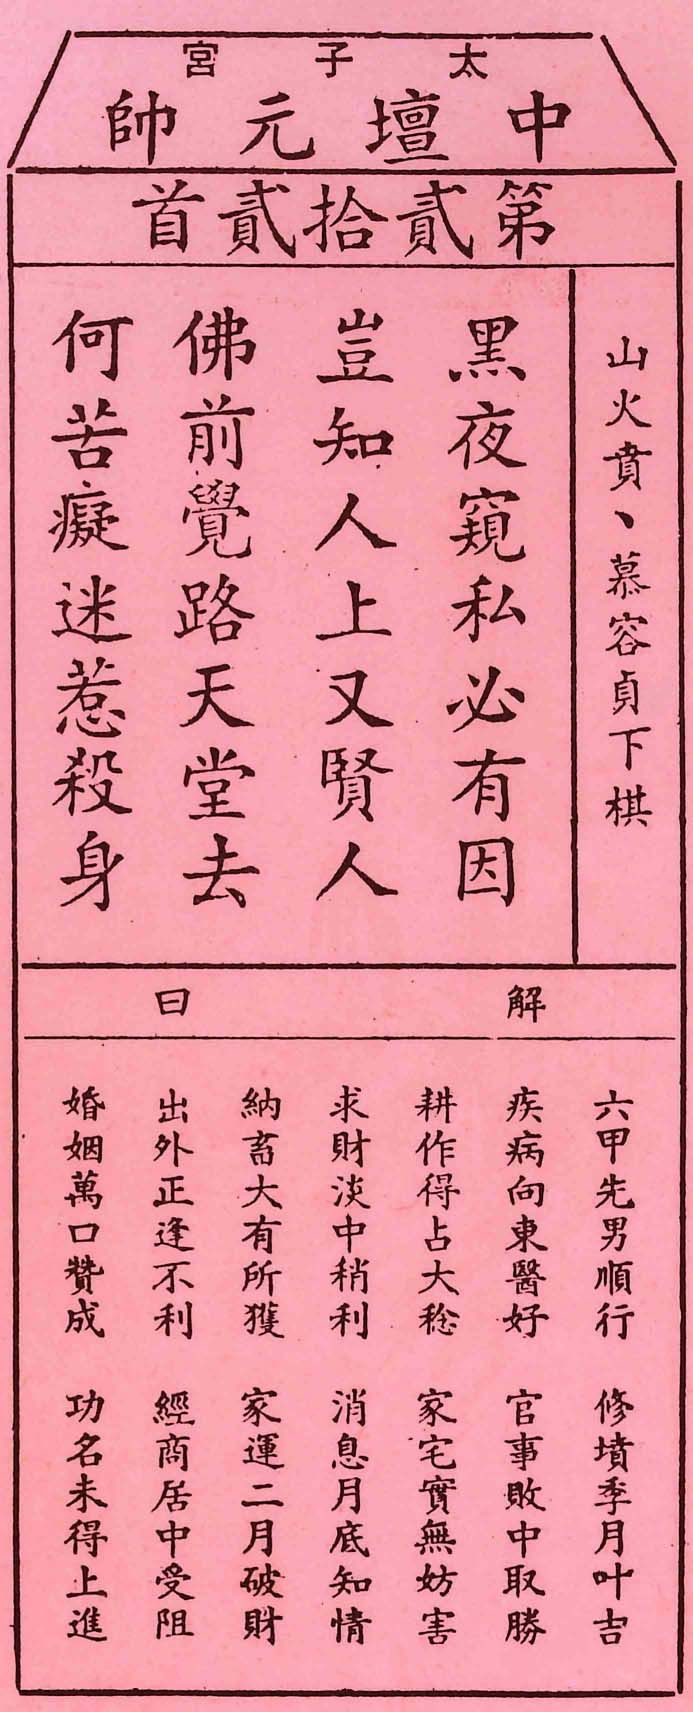 太子宮
中壇元帥
第貳拾貳首
山火賁、慕容貞下棋
黑夜窺私必有因
豈知人上又賢人
佛前覺路天堂去
何苦癡迷惹殺身
解曰
六甲先男順行 修墳季月叶吉
疾病向東醫好 官事敗中取勝
耕作得占大稔 家宅實無妨害
求財淡中稍利 消息月底知情
納畜大有所獲 家運二月破財
出外正逢不利 經商居中受阻
婚姻萬口贊成 功名未得上進